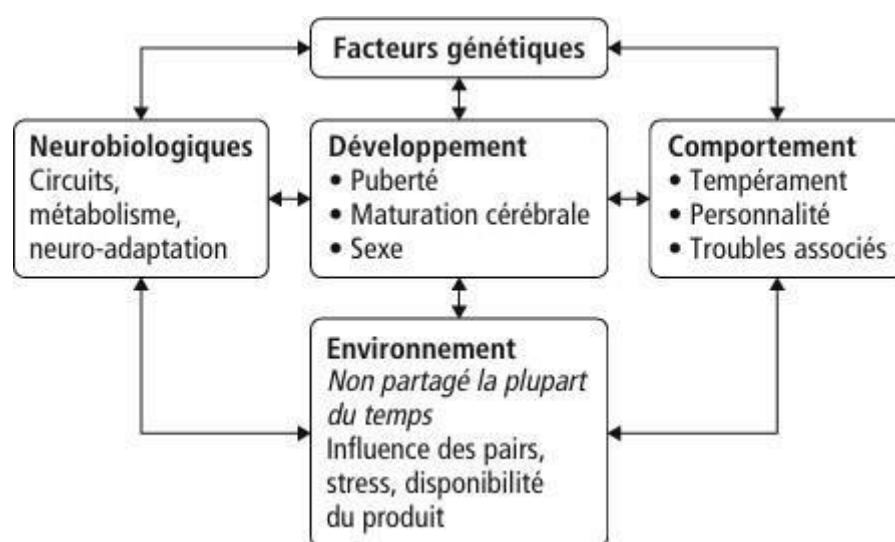 Facteurs génétiques
Neurobiologiques
Circuits,
métabolisme,
neuro-adaptation
Développement
• Puberté
• Maturation cérébrale
• Sexe
Comportement
• Tempérament
• Personnalité
• Troubles associés
Environnement
Non partagé la plupart
du temps
Influence des pairs,
stress, disponibilité
du produit